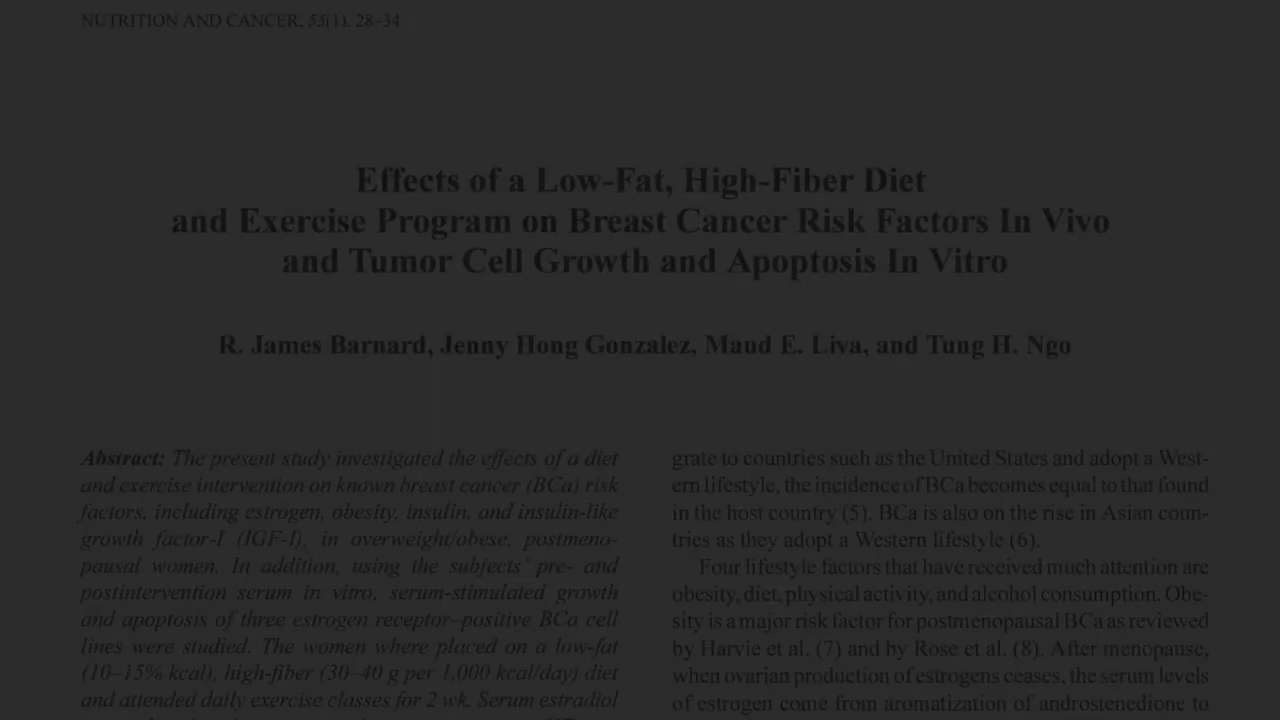 NUTRITION AND CANCER, 55(1), 28–34
Effects of a Low-Fat, High-Fiber Diet
and Exercise Program on Breast Cancer Risk Factors In Vivo
and Tumor Cell Growth and Apoptosis In Vitro
R. James Barnard, Jenny Hong Gonzalez, Maud E. Liva, and Tung H. Ngo
Abstract: The present study investigated the effects of a diet
and exercise intervention on known breast cancer (BCa) risk
factors, including estrogen, obesity, insulin, and insulin-like
growth factor-I (IGF-I), in overweight/obese, postmeno-
pausal women. In addition, using the subjects' pre- and
postintervention serum in vitro, serum-stimulated growth
and apoptosis of three estrogen receptor–positive BCa cell
lines were studied. The women where placed on a low-fat
(10–15% kcal), high-fiber (30–40 g per 1,000 kcal/day) diet
and attended daily exercise classes for 2 wk. Serum estradiol
grate to countries such as the United States and adopt a West-
ern lifestyle, the incidence of BCa becomes equal to that found
in the host country (5). BCa is also on the rise in Asian coun-
tries as they adopt a Western lifestyle (6).
Four lifestyle factors that have received much attention are
obesity, diet, physical activity, and alcohol consumption. Obe-
sity is a major risk factor for postmenopausal BCa as reviewed
by Harvie et al. (7) and by Rose et al. (8). After menopause,
when ovarian production of estrogens ceases, the serum levels
of estrogen come from aromatization of androstenedione to